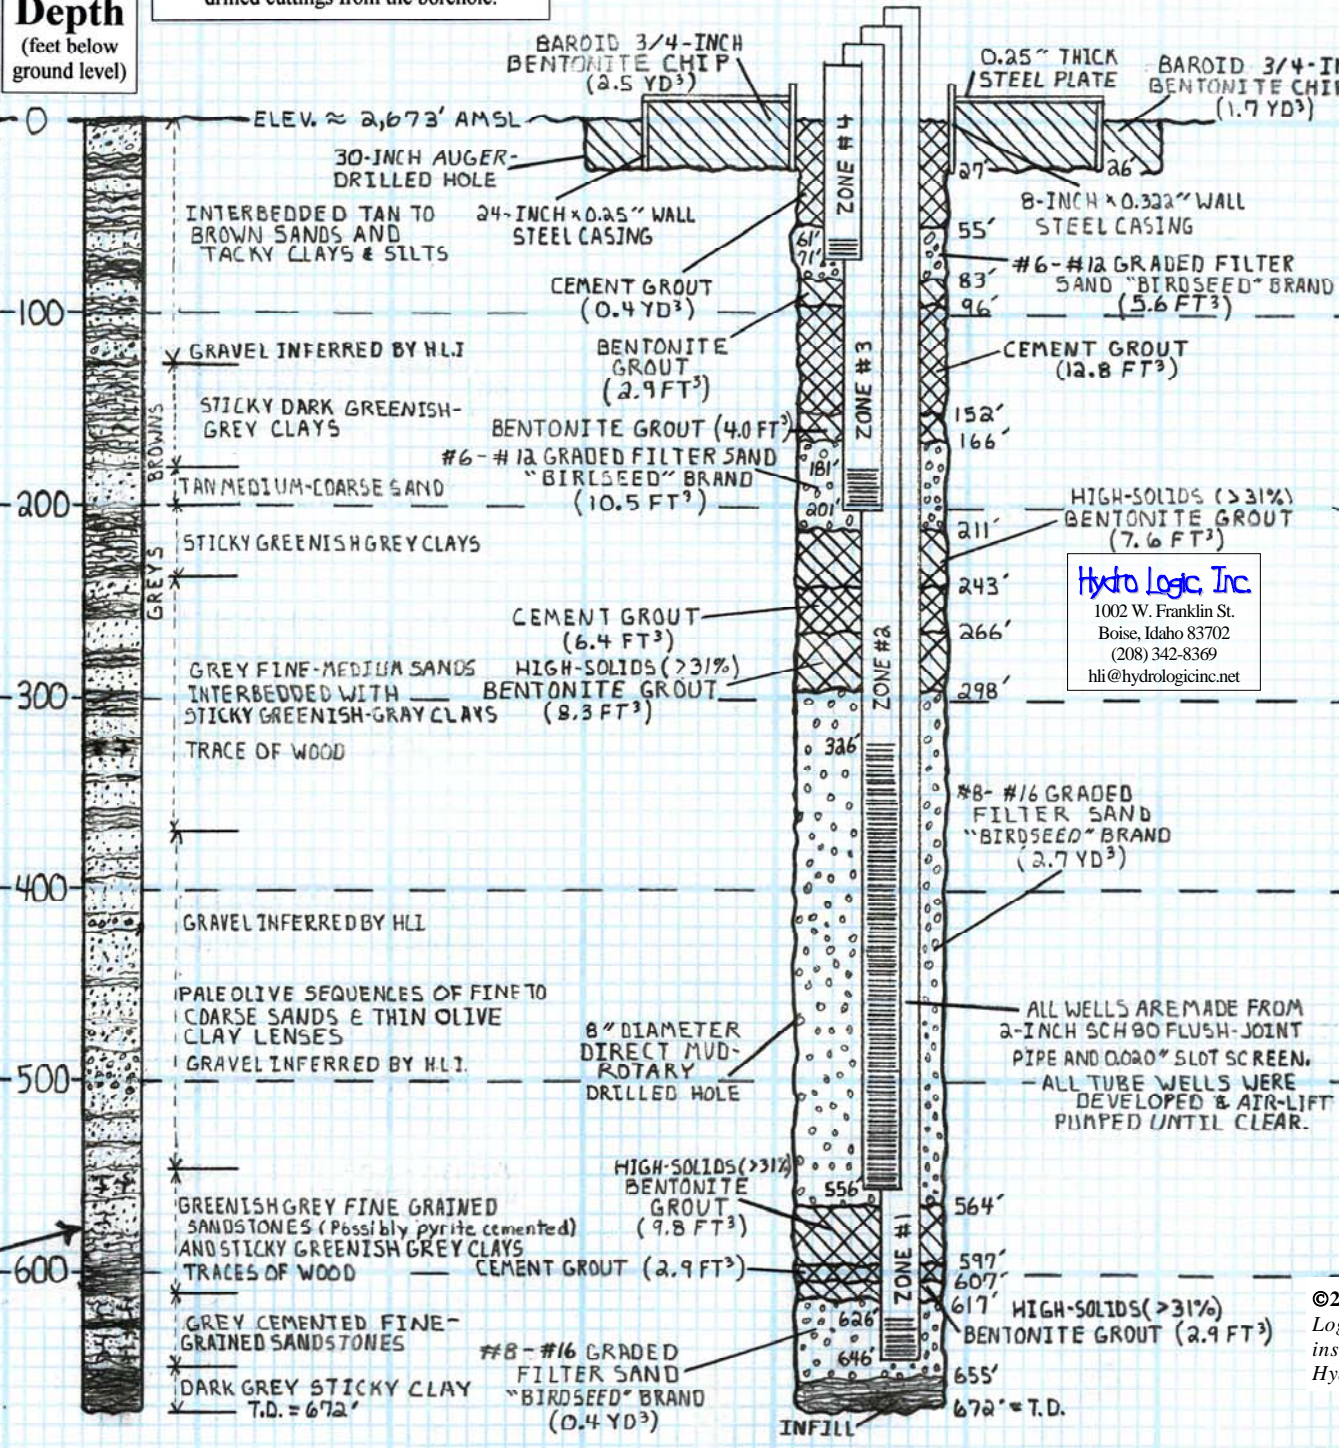 drilled cuttings from the borehole.
Depth
(feet below
ground level)
0
100
200
300
400
500
600
ELEV. ≈ 2,673' AMSL
BAROID 3/4-INCH
BENTONITE CHIP
(2.5 YD³)
0.25" THICK
STEEL PLATE
BAROID 3/4-IN
BENTONITE CHIP
(1.7 YD³)
30-INCH AUGER-
DRILLED HOLE
24-INCH x 0.25" WALL
STEEL CASING
8-INCH x 0.322" WALL
STEEL CASING
27'
26'
INTERBEDDED TAN TO
BROWN SANDS AND
TACKY CLAYS & SILTS
GRAVEL INFERRED BY H.L.I
STICKY DARK GREENISH-
GREY CLAYS
BROWNS
TAN MEDIUM-COARSE SAND
GREYS
STICKY GREENISH GREY CLAYS
GREY FINE-MEDIUM SANDS
INTERBEDDED WITH
STICKY GREENISH-GRAY CLAYS
TRACE OF WOOD
GRAVEL INFERRED BY HLI
PALE OLIVE SEQUENCES OF FINE TO
COARSE SANDS & THIN OLIVE
CLAY LENSES
GRAVEL INFERRED BY H.L.I.
GREENISH GREY FINE GRAINED
SANDSTONES (Possibly pyrite cemented)
AND STICKY GREENISH GREY CLAYS
TRACES OF WOOD
GREY CEMENTED FINE-
GRAINED SANDSTONES
DARK GREY STICKY CLAY
T.D. = 672'
CEMENT GROUT
(0.4 YD³)
BENTONITE
GROUT
(2.9 FT³)
BENTONITE GROUT (4.0 FT³)
#6-#12 GRADED FILTER SAND
"BIRLSEED" BRAND
(10.5 FT³)
CEMENT GROUT
(6.4 FT³)
HIGH-SOLIDS (>31%)
BENTONITE GROUT
(8.3 FT³)
8" DIAMETER
DIRECT MUD-
ROTARY
DRILLED HOLE
HIGH-SOLIDS (>31%)
BENTONITE
GROUT
(9.8 FT³)
CEMENT GROUT (2.9 FT³)
#8-#16 GRADED
FILTER SAND
"BIRDSEED" BRAND
(0.4 YD³)
INFILL
ZONE #4
ZONE #3
ZONE #2
ZONE #1
61'
71'
181'
201'
326'
556'
626'
646'
55'
83'
96'
152'
166'
211'
243'
266'
298'
564'
597'
607'
617'
655'
672' = T.D.
#6-#12 GRADED FILTER
SAND "BIRDSEED" BRAND
(5.6 FT³)
CEMENT GROUT
(12.8 FT³)
HIGH-SOLIDS (>31%)
BENTONITE GROUT
(7.6 FT³)
Hydro Logic, Inc.
1002 W. Franklin St.
Boise, Idaho 83702
(208) 342-8369
hli@hydrologicinc.net
#8-#16 GRADED
FILTER SAND
"BIRDSEED" BRAND
(2.7 YD³)
ALL WELLS ARE MADE FROM
2-INCH SCH 80 FLUSH-JOINT
PIPE AND 0.020" SLOT SCREEN.
ALL TUBE WELLS WERE
DEVELOPED & AIR-LIFT
PUMPED UNTIL CLEAR.
HIGH-SOLIDS (>31%)
BENTONITE GROUT (2.9 FT³)
©2
Log
ins
Hy